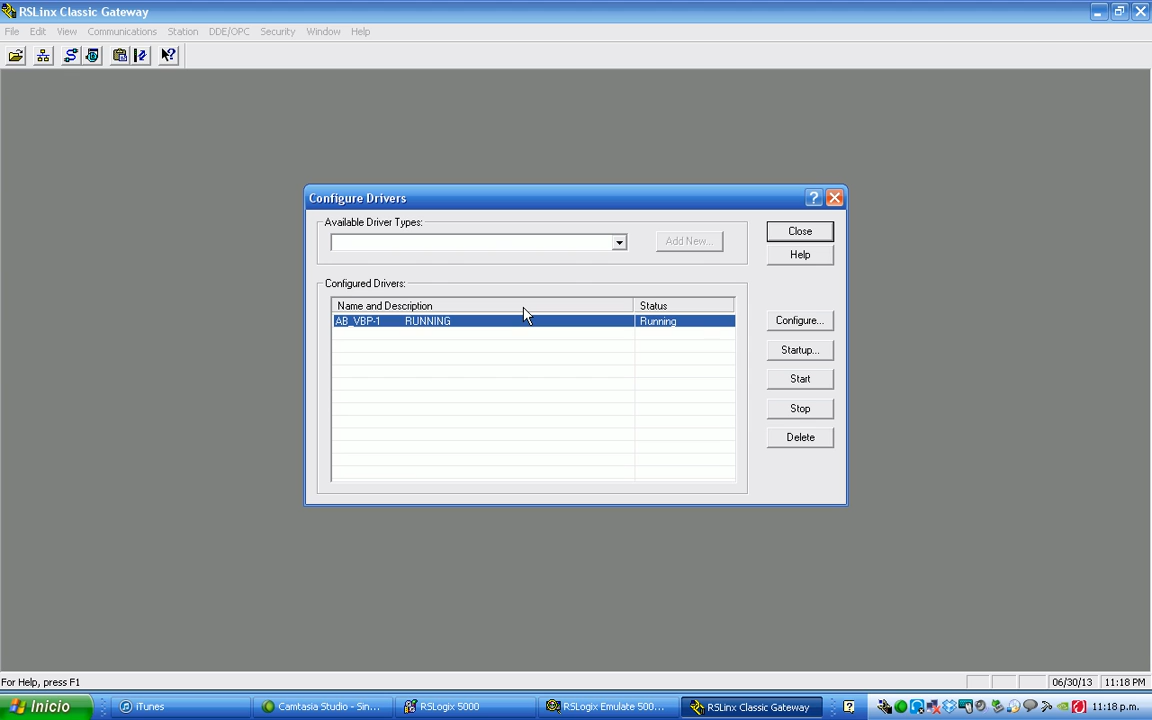 RSLinx Classic Gateway
File Edit View Communications Station DDE/OPC Security Window Help
Configure Drivers
Available Driver Types:
Add New...
Close
Help
Configured Drivers:
Name and Description Status
AB_VBP-1 RUNNING Running
Configure...
Startup...
Start
Stop
Delete
For Help, press F1 06/30/13 11:18 PM
Inicio iTunes Camtasia Studio - Sin... RSLogix 5000 RSLogix Emulate 500... RSLinx Classic Gateway 11:18 p.m.